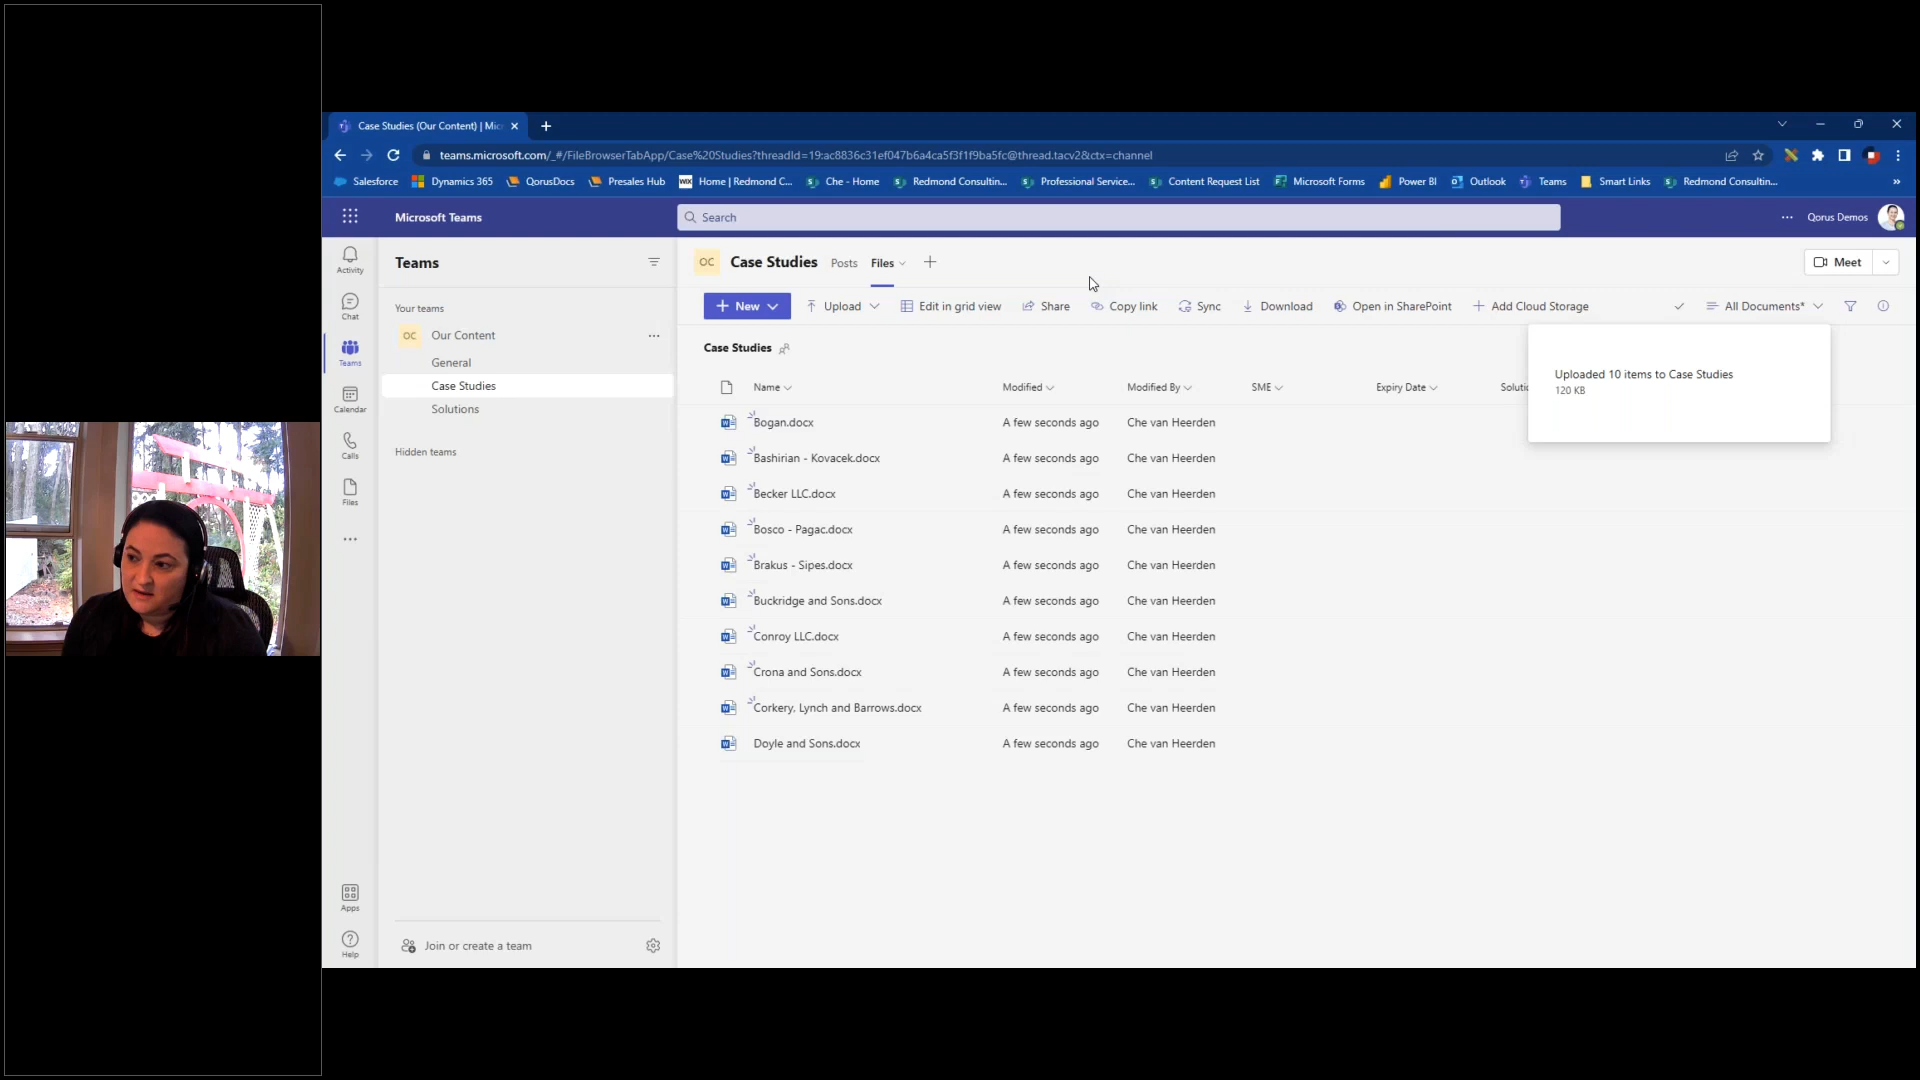 Case Studies (Our Content) | Mic
teams.microsoft.com/_#/FileBrowserTabApp/Case%20Studies?threadId=19:ac8836c31ef047b6a4ca5f3f1f9ba5fc@thread.tacv2&ctx=channel
Salesforce Dynamics 365 QorusDocs Presales Hub Home | Redmond C... Che - Home Redmond Consultin... Professional Service... Content Request List Microsoft Forms Power BI Outlook Teams Smart Links Redmond Consultin...
Microsoft Teams Search Qorus Demos
Activity
Chat
Teams
Calendar
Calls
Files
Apps
Help
Teams
Your teams
OC Our Content
General
Case Studies
Solutions
Hidden teams
Join or create a team
OC Case Studies Posts Files Meet
New Upload Edit in grid view Share Copy link Sync Download Open in SharePoint Add Cloud Storage All Documents*
Case Studies
Uploaded 10 items to Case Studies
120 KB
Name Modified Modified By SME Expiry Date Solutio
Bogan.docx A few seconds ago Che van Heerden
Bashirian - Kovacek.docx A few seconds ago Che van Heerden
Becker LLC.docx A few seconds ago Che van Heerden
Bosco - Pagac.docx A few seconds ago Che van Heerden
Brakus - Sipes.docx A few seconds ago Che van Heerden
Buckridge and Sons.docx A few seconds ago Che van Heerden
Conroy LLC.docx A few seconds ago Che van Heerden
Crona and Sons.docx A few seconds ago Che van Heerden
Corkery, Lynch and Barrows.docx A few seconds ago Che van Heerden
Doyle and Sons.docx A few seconds ago Che van Heerden